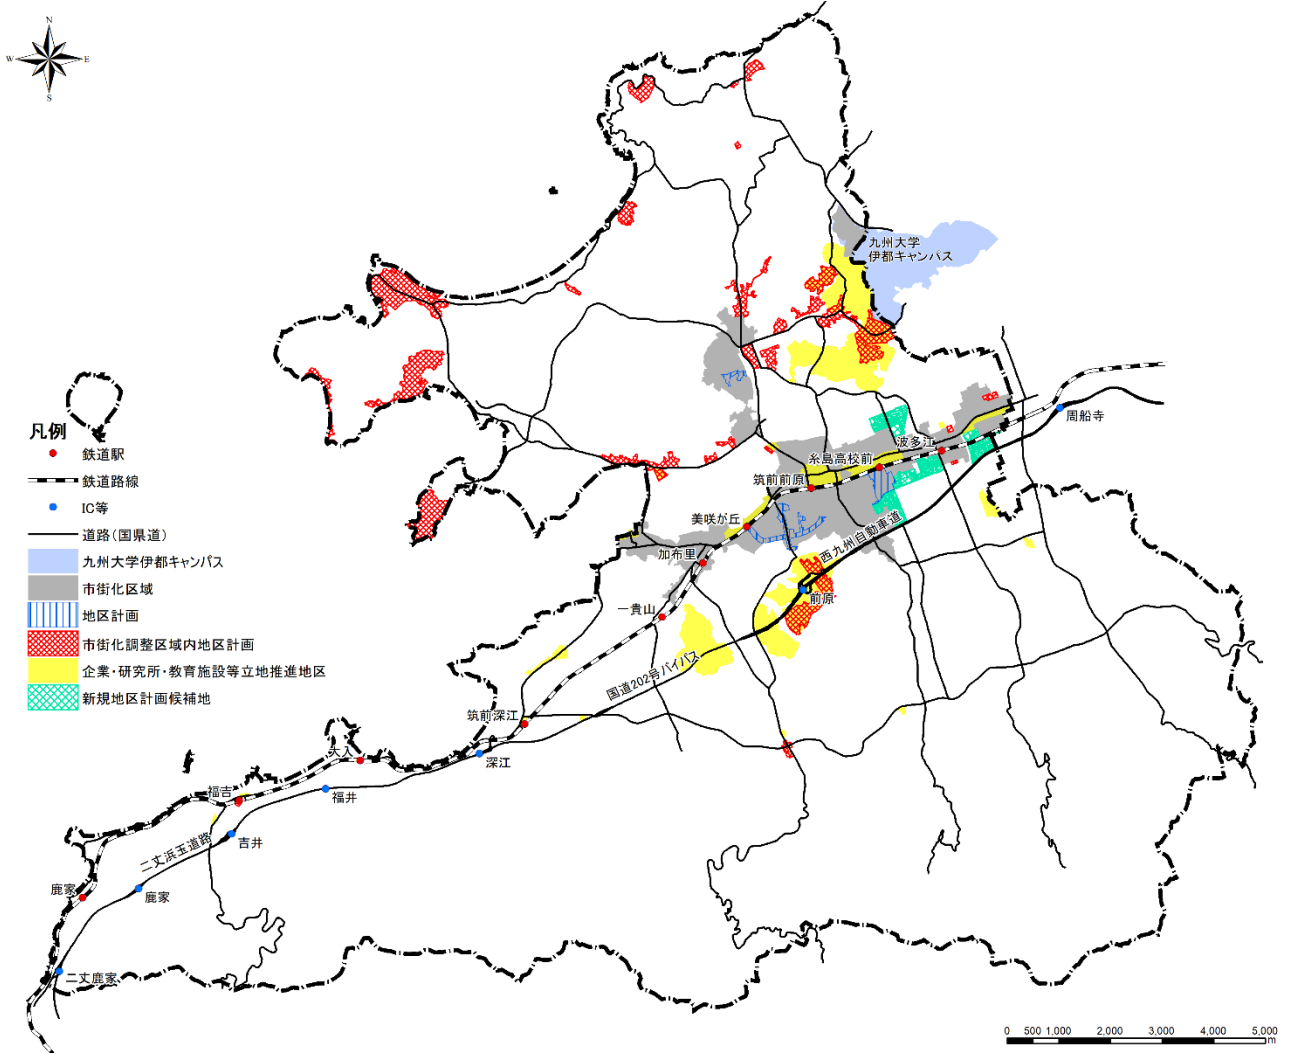 N
W
E
S
九州大学
伊都キャンパス
周船寺
波多江
糸島高校前
筑前前原
美咲が丘
西九州自動車道
加布里
前原
一貴山
国道202号バイパス
筑前深江
大入
深江
福吉
福井
吉井
二丈浜玉道路
鹿家
鹿家
二丈鹿家
凡例
鉄道駅
鉄道路線
IC等
道路(国県道)
九州大学伊都キャンパス
市街化区域
地区計画
市街化調整区域内地区計画
企業・研究所・教育施設等立地推進地区
新規地区計画候補地
0 500 1,000 2,000 3,000 4,000 5,000
m